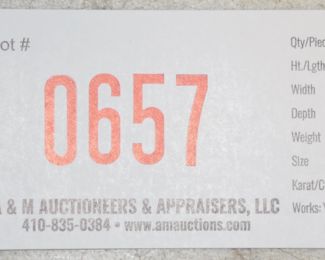 ot #
0657
A & M AUCTIONEERS & APPRAISERS, LLC
410-835-0384 • www.amauctions.com
Qty/Piec
Ht./Lgth
Width
Depth
Weight
Size
Karat/C
Works: Y